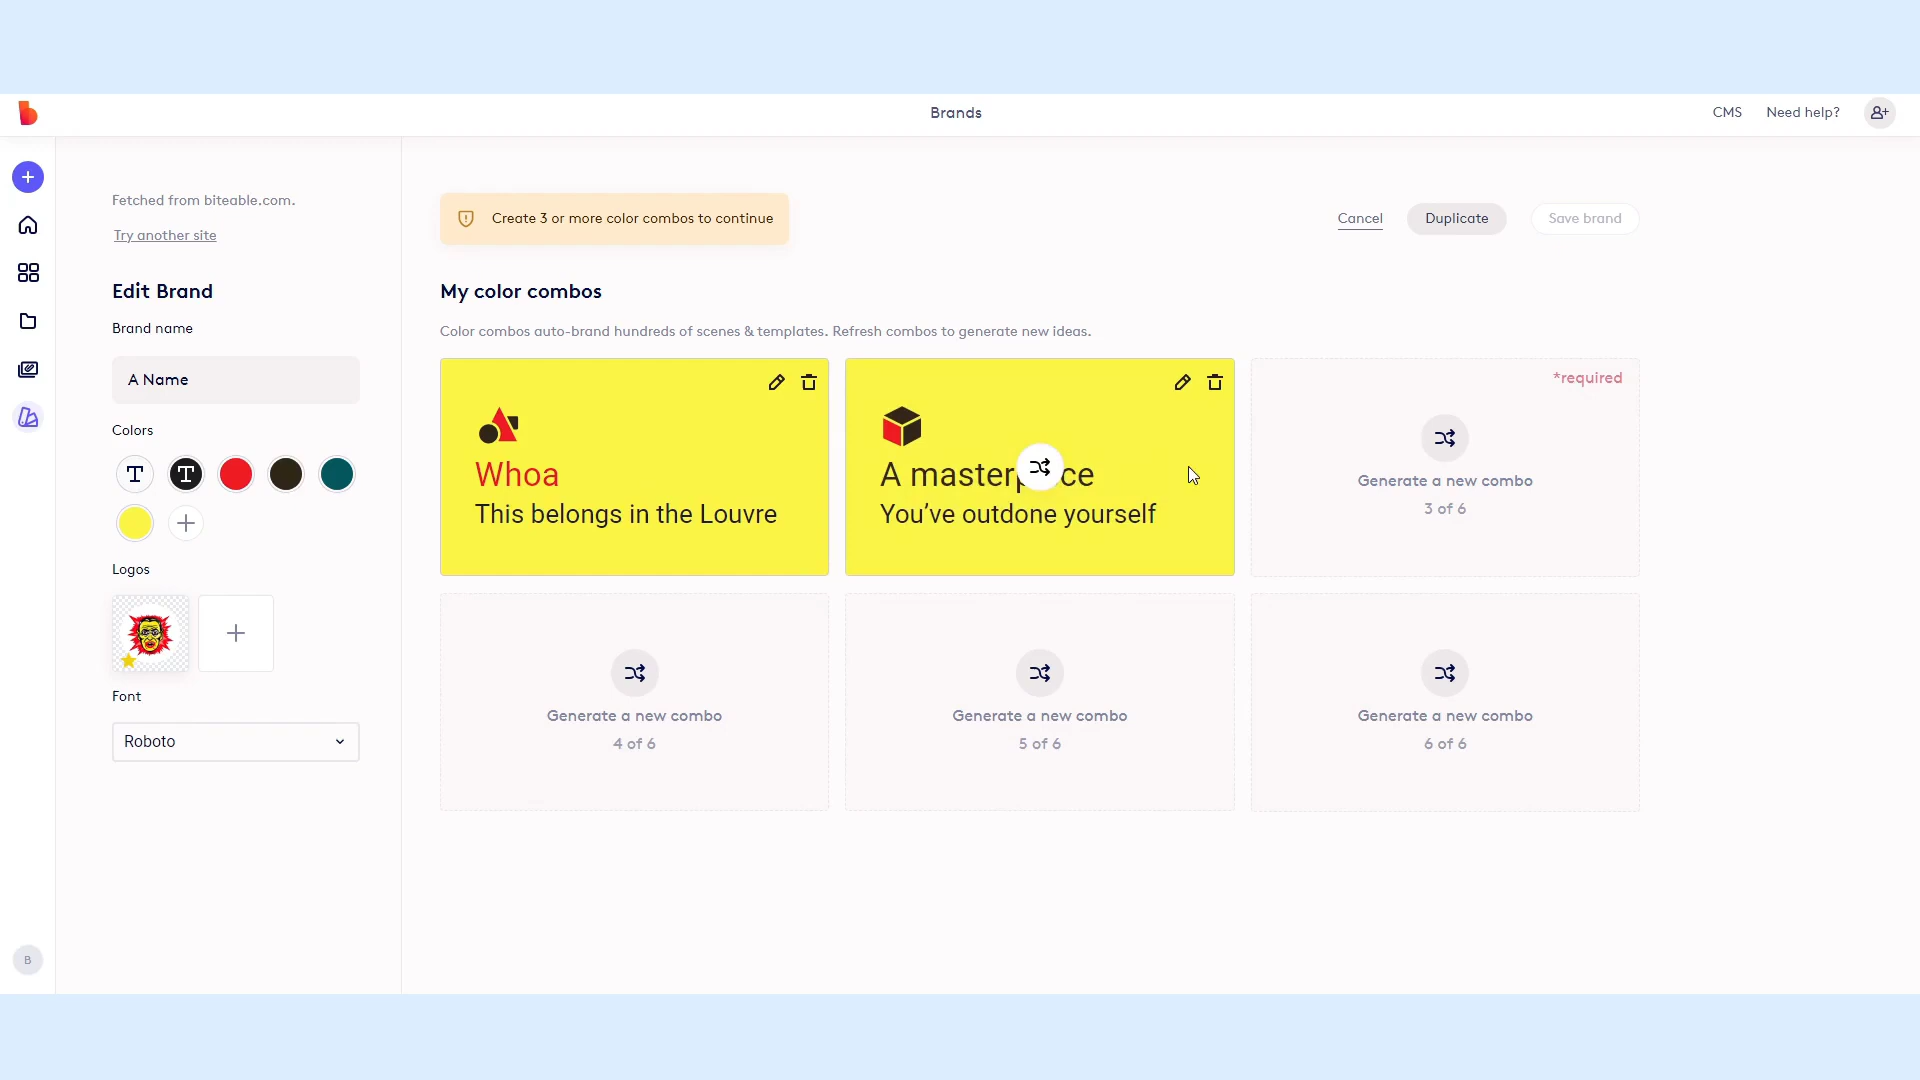 Brands
CMS
Need help?
Fetched from biteable.com.
Try another site
Edit Brand
Brand name
A Name
Colors
T
T
Logos
Font
Roboto
B
Create 3 or more color combos to continue
Cancel
Duplicate
Save brand
My color combos
Color combos auto-brand hundreds of scenes & templates. Refresh combos to generate new ideas.
Whoa
This belongs in the Louvre
A ce
You’ve outdone yourself
*required
Generate a new combo
3 of 6
Generate a new combo
4 of 6
Generate a new combo
5 of 6
Generate a new combo
6 of 6